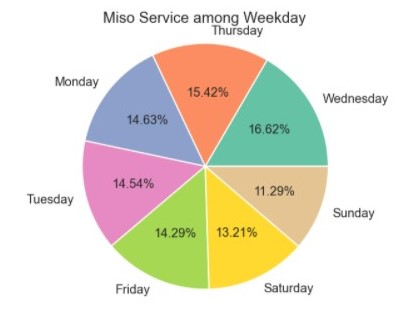 Miso Service among Weekday
Thursday
15.42%
Monday
14.63%
Wednesday
16.62%
Tuesday
14.54%
11.29%
Sunday
14.29%
13.21%
Friday
Saturday